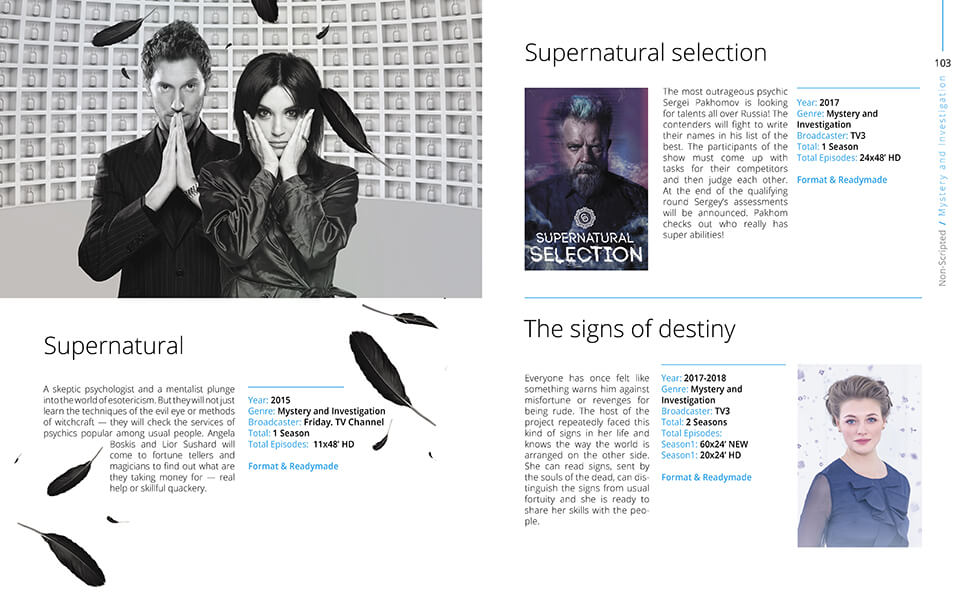 Supernatural
A skeptic psychologist and a mentalist plunge
into the world of esotericism. But they will not just
learn the techniques of the evil eye or methods
of witchcraft — they will check the services of
psychics popular among usual people. Angela
Boskis and Lior Sushard will
come to fortune tellers and
magicians to find out what are
they taking money for — real
help or skillful quackery.
Year: 2015
Genre: Mystery and Investigation
Broadcaster: Friday, TV Channel
Total: 1 Season
Total Episodes: 11x48' HD
Format & Readymade
Supernatural selection
SUPERNATURAL
SELECTION
The most outrageous psychic
Sergei Pakhomov is looking
for talents all over Russia! The
contenders will fight to write
their names in his list of the
best. The participants of the
show must come up with
tasks for their competitors
and then judge each other.
At the end of the qualifying
round Sergey's assessments
will be announced. Pakhom
checks out who really has
super abilities!
Year: 2017
Genre: Mystery and
Investigation
Broadcaster: TV3
Total: 1 Season
Total Episodes: 24x48' HD
Format & Readymade
The signs of destiny
Everyone has once felt like
something warns him against
misfortune or revenges for
being rude. The host of the
project repeatedly faced this
kind of signs in her life and
knows the way the world is
arranged on the other side.
She can read signs, sent by
the souls of the dead, can dis-
tinguish the signs from usual
fortuity and she is ready to
share her skills with the peo-
ple.
Year: 2017-2018
Genre: Mystery and
Investigation
Broadcaster: TV3
Total: 2 Seasons
Total Episodes:
Season1: 60x24' NEW
Season1: 20x24' HD
Format & Readymade
103
Non-Scripted / Mystery and Investigation